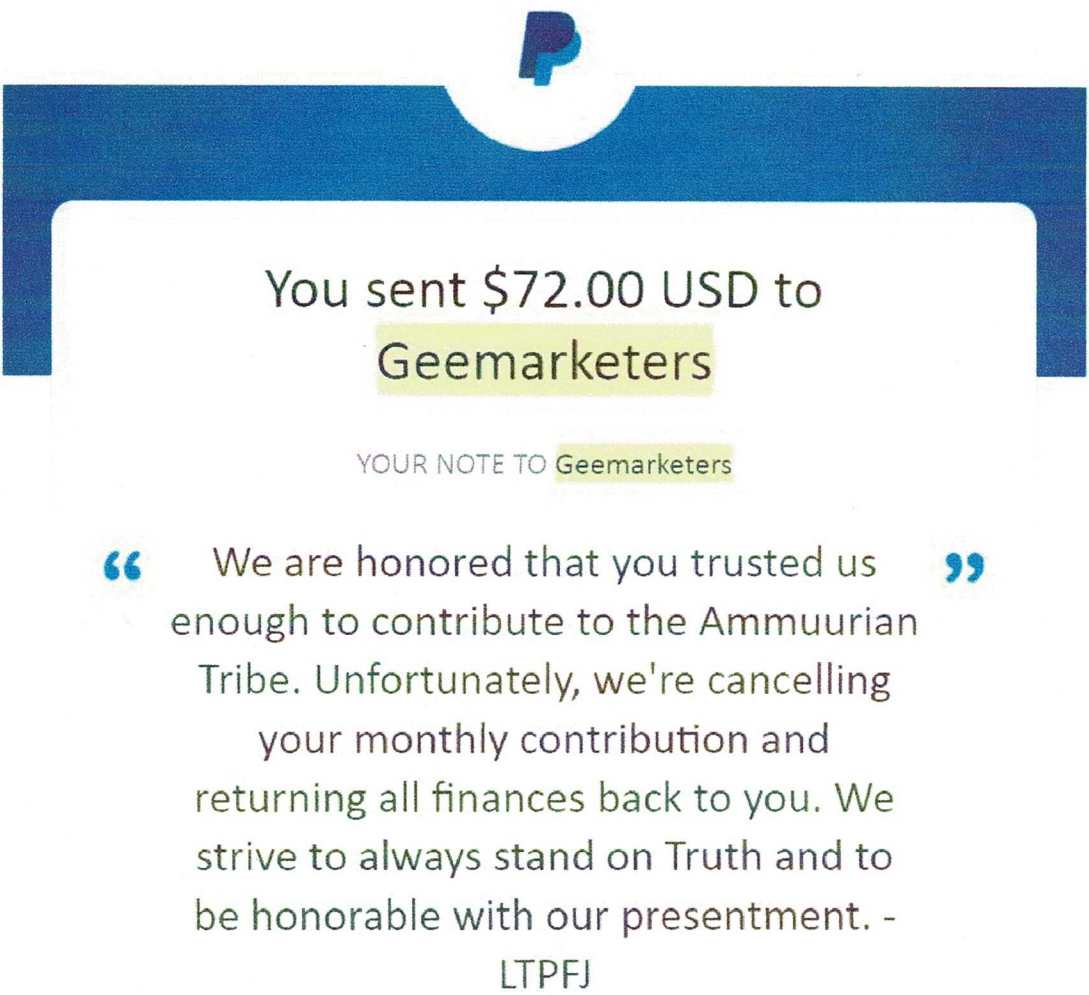 You sent $72.00 USD to
Geemarketers
YOUR NOTE TO Geemarketers
“ We are honored that you trusted us ”
enough to contribute to the Ammuurian
Tribe. Unfortunately, we're cancelling
your monthly contribution and
returning all finances back to you. We
strive to always stand on Truth and to
be honorable with our presentment. -
LTPFJ